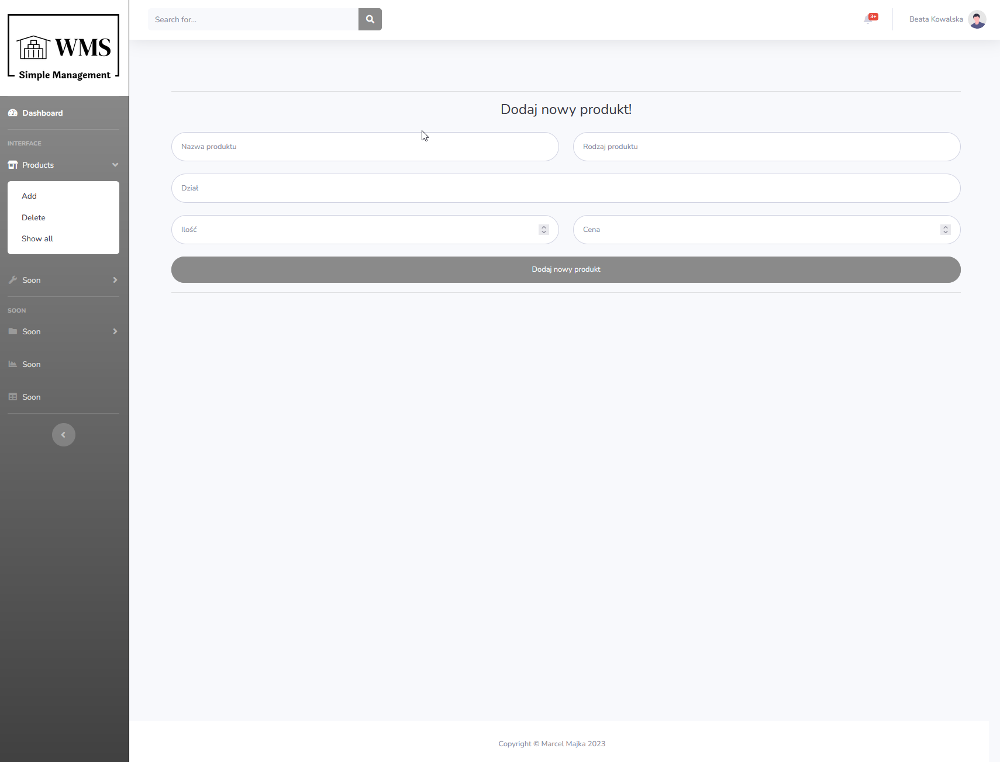 WMS
Simple Management
Dashboard
INTERFACE
Products
Add
Delete
Show all
Soon
SOON
Soon
Soon
Soon
Search for...
3+
Beata Kowalska
Dodaj nowy produkt!
Nazwa produktu
Rodzaj produktu
Dział
Ilość
Cena
Dodaj nowy produkt
Copyright © Marcel Majka 2023